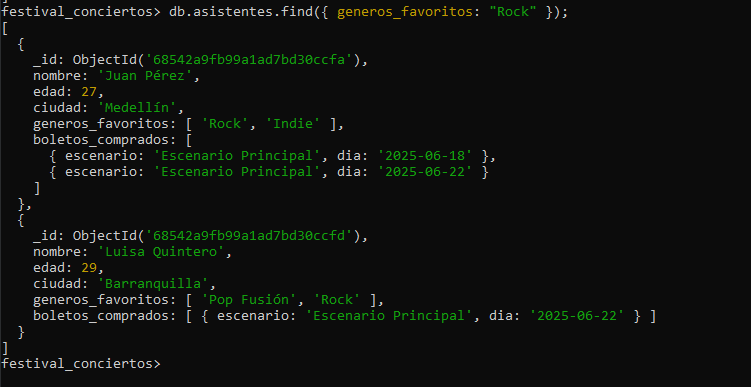 festival_conciertos> db.asistentes.find({ generos_favoritos: "Rock" });
[
  {
    _id: ObjectId('68542a9fb99a1ad7bd30ccfa'),
    nombre: 'Juan Pérez',
    edad: 27,
    ciudad: 'Medellín',
    generos_favoritos: [ 'Rock', 'Indie' ],
    boletos_comprados: [
      { escenario: 'Escenario Principal', dia: '2025-06-18' },
      { escenario: 'Escenario Principal', dia: '2025-06-22' }
    ]
  },
  {
    _id: ObjectId('68542a9fb99a1ad7bd30ccfd'),
    nombre: 'Luisa Quintero',
    edad: 29,
    ciudad: 'Barranquilla',
    generos_favoritos: [ 'Pop Fusión', 'Rock' ],
    boletos_comprados: [ { escenario: 'Escenario Principal', dia: '2025-06-22' } ]
  }
]
festival_conciertos>